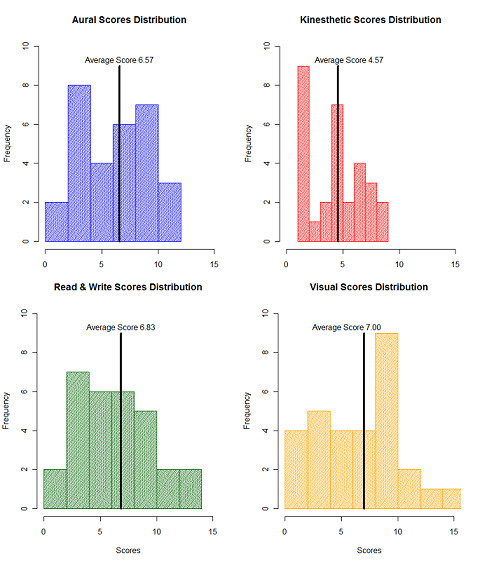 Aural Scores Distribution
Average Score 6.57
Frequency
10
8
6
4
2
0
0 5 10 15
Kinesthetic Scores Distribution
Average Score 4.57
Frequency
10
8
6
4
2
0
0 5 10 15
Read & Write Scores Distribution
Average Score 6.83
Frequency
10
8
6
4
2
0
0 5 10 15
Scores
Visual Scores Distribution
Average Score 7.00
Frequency
10
8
6
4
2
0
0 5 10 15
Scores